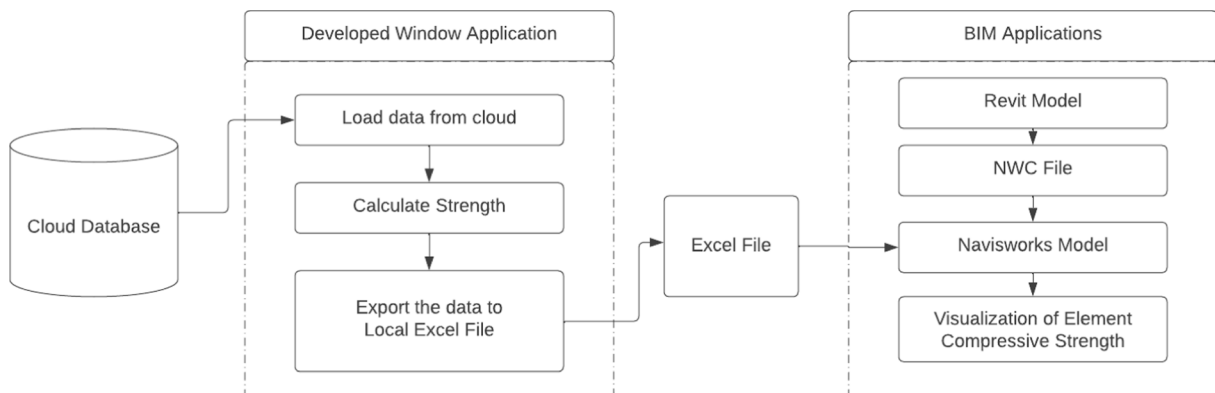 Developed Window Application
BIM Applications
Cloud Database
Load data from cloud
Calculate Strength
Export the data to
Local Excel File
Excel File
Revit Model
NWC File
Navisworks Model
Visualization of Element
Compressive Strength